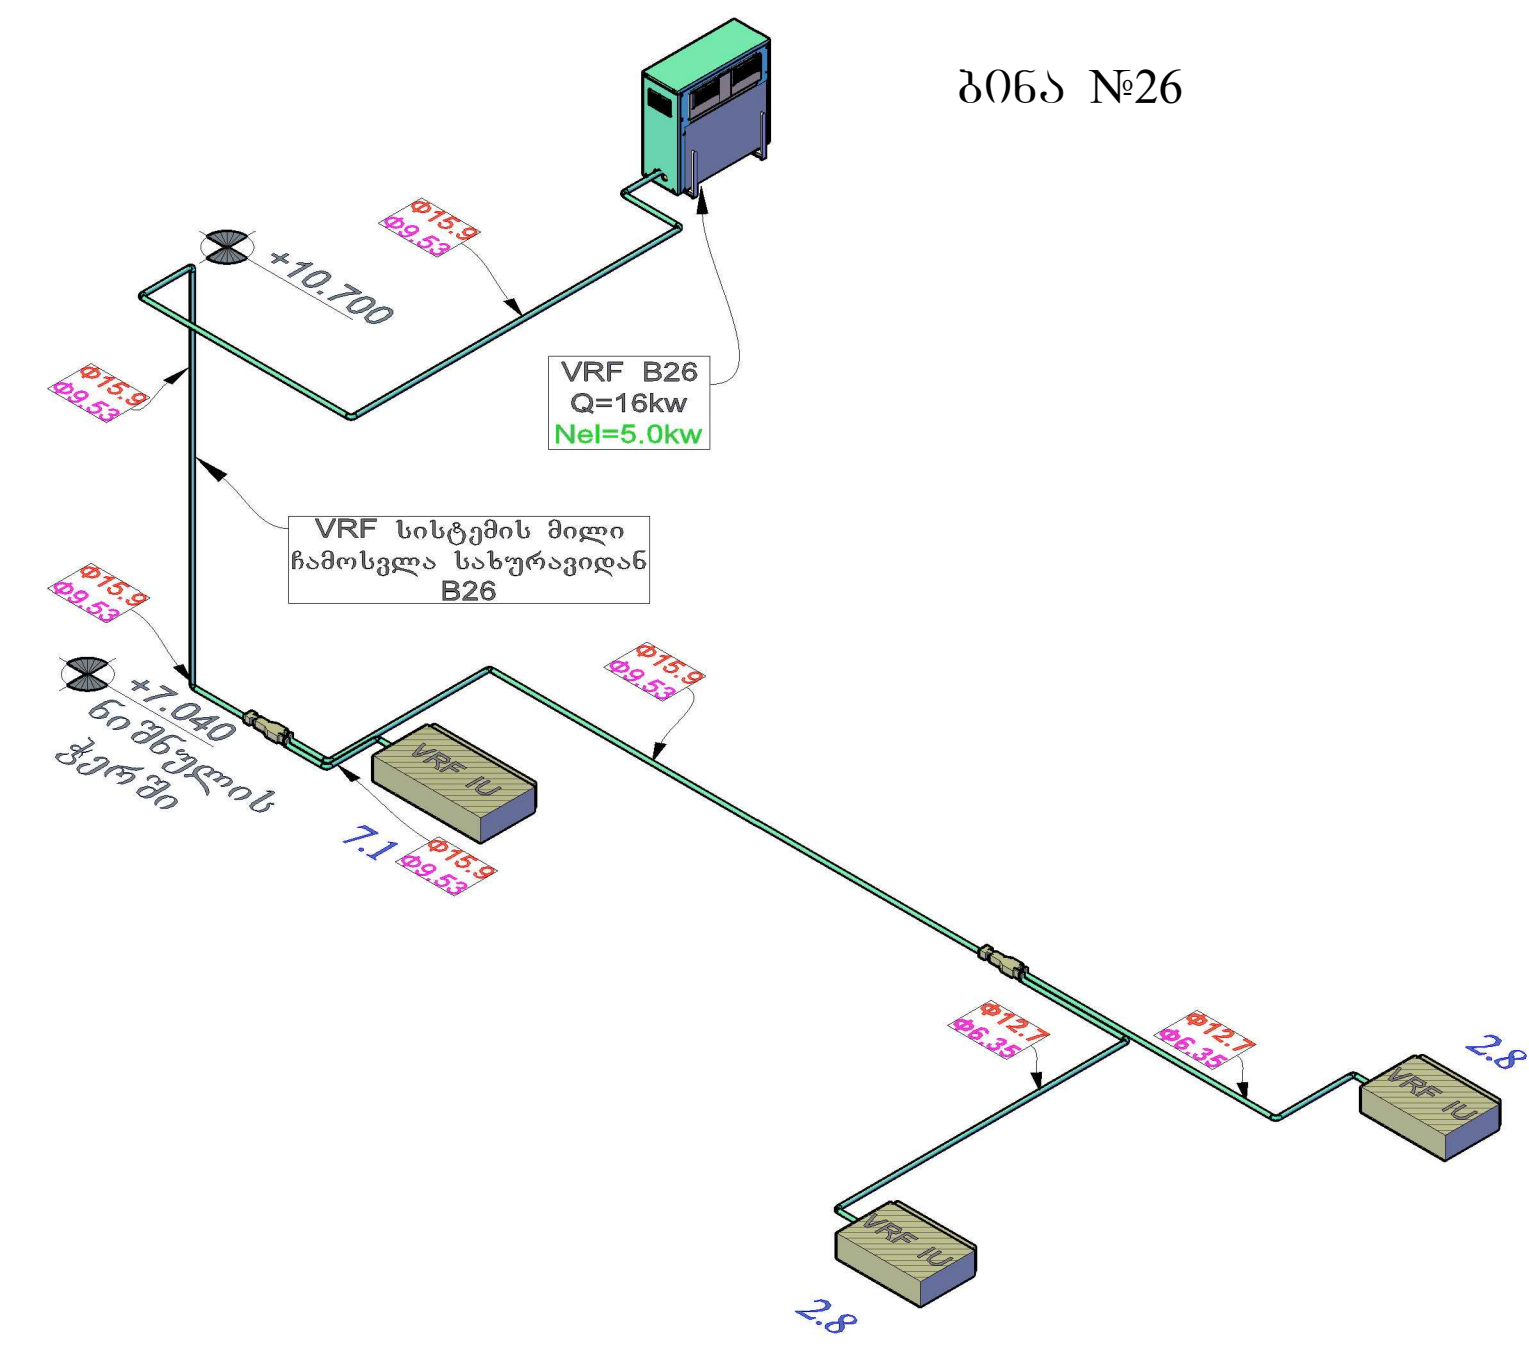 ბინა №26
Φ15.9
Φ9.53
+10.700
Φ15.9
Φ9.53
VRF B26
Q=16kw
Nel=5.0kw
VRF სისტემის მილი
ჩამოსვლა სახურავიდან
B26
Φ15.9
Φ9.53
+7.040
ნიშნულის
ჭერში
Φ15.9
Φ9.53
VRF IU
7.1
Φ15.9
Φ9.53
Φ12.7
Φ6.35
Φ12.7
Φ6.35
2.8
VRF IU
VRF IU
2.8